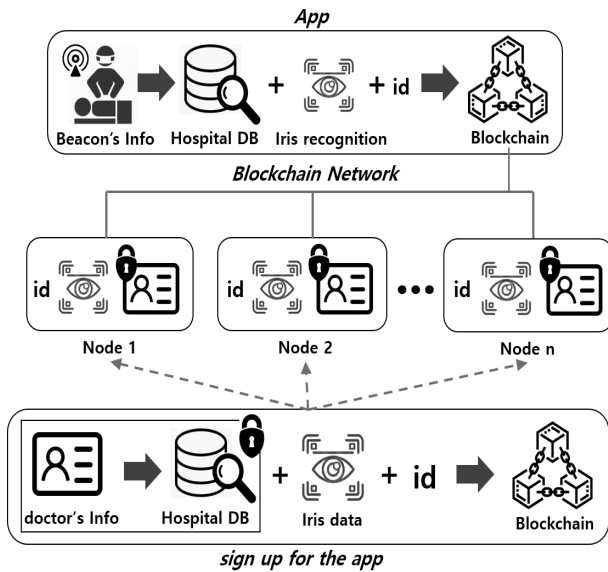 App
+ + id
Beacon's Info Hospital DB Iris recognition Blockchain
Blockchain Network
id id ••• id
Node 1 Node 2 Node n
+ + id
doctor's Info Hospital DB Iris data Blockchain
sign up for the app